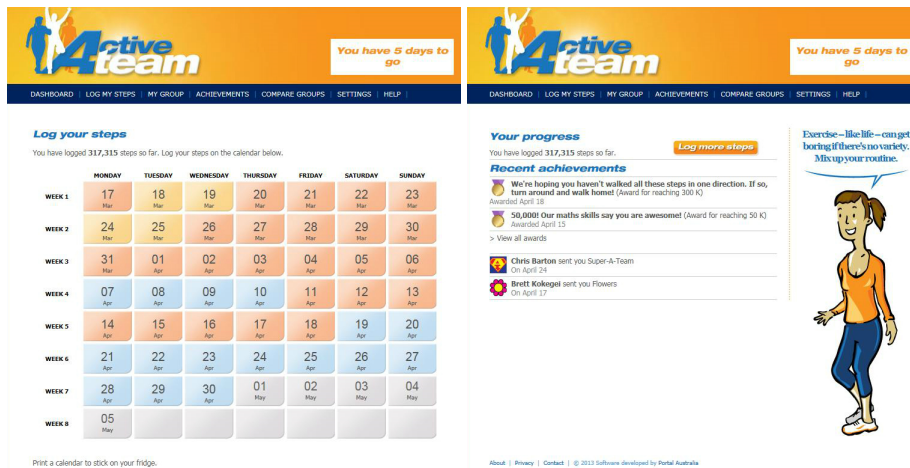 Active
team
You have 5 days to
go
DASHBOARD | LOG MY STEPS | MY GROUP | ACHIEVEMENTS | COMPARE GROUPS | SETTINGS | HELP |
Log your steps
You have logged 317,315 steps so far. Log your steps on the calendar below.
MONDAY TUESDAY WEDNESDAY THURSDAY FRIDAY SATURDAY SUNDAY
WEEK 1 17 18 19 20 21 22 23
Mar Mar Mar Mar Mar Mar Mar
WEEK 2 24 25 26 27 28 29 30
Mar Mar Mar Mar Mar Mar Mar
WEEK 3 31 01 02 03 04 05 06
Mar Apr Apr Apr Apr Apr Apr
WEEK 4 07 08 09 10 11 12 13
Apr Apr Apr Apr Apr Apr Apr
WEEK 5 14 15 16 17 18 19 20
Apr Apr Apr Apr Apr Apr Apr
WEEK 6 21 22 23 24 25 26 27
Apr Apr Apr Apr Apr Apr Apr
WEEK 7 28 29 30 01 02 03 04
Apr Apr Apr May May May May
WEEK 8 05
May
Print a calendar to stick on your fridge.
Active
team
You have 5 days to
go
DASHBOARD | LOG MY STEPS | MY GROUP | ACHIEVEMENTS | COMPARE GROUPS | SETTINGS | HELP |
Your progress
You have logged 317,315 steps so far.
Log more steps
Recent achievements
We're hoping you haven't walked all these steps in one direction. If so,
turn around and walk home! (Award for reaching 300 K)
Awarded April 18
50,000! Our maths skills say you are awesome! (Award for reaching 50 K)
Awarded April 15
> View all awards
Chris Barton sent you Super-A-Team
On April 24
Brett Kokegei sent you Flowers
On April 17
Exercise – like life – can get
boring if there's no variety.
Mix up your routine.
About | Privacy | Contact | © 2013 Software developed by Portal Australia